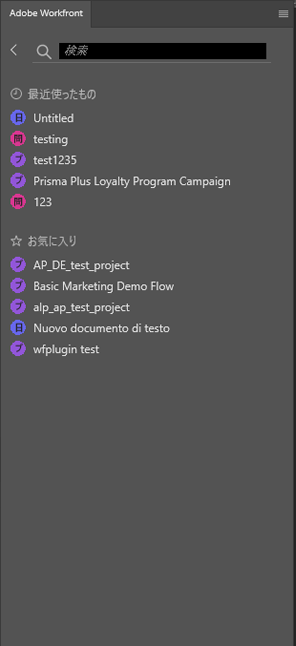 Adobe Workfront
検索
最近使ったもの
日 Untitled
問 testing
プ test1235
プ Prisma Plus Loyalty Program Campaign
問 123
お気に入り
プ AP_DE_test_project
プ Basic Marketing Demo Flow
プ alp_ap_test_project
日 Nuovo documento di testo
プ wfplugin test